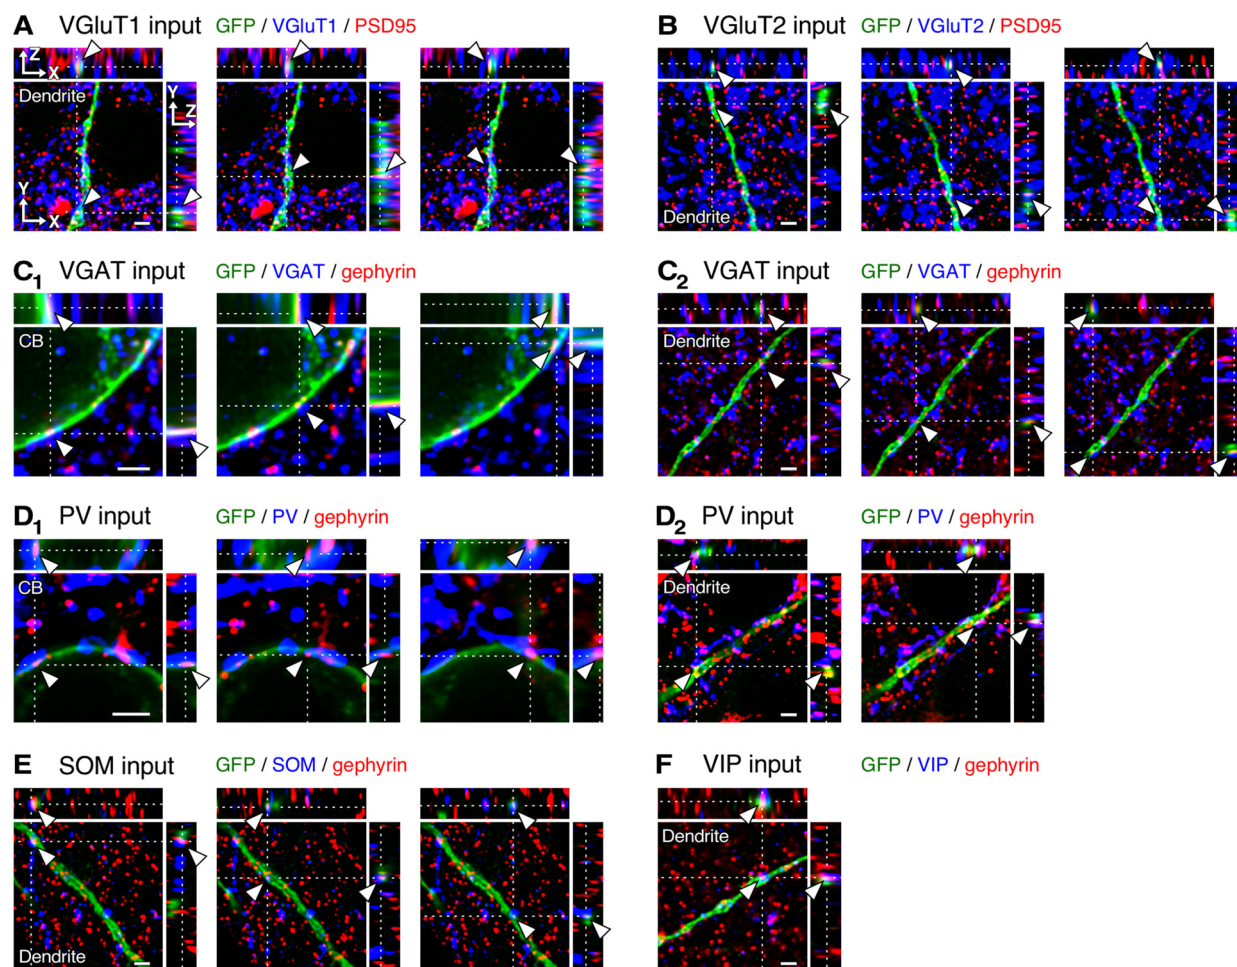 A VGluT1 input GFP / VGluT1 / PSD95
Z
X
Dendrite
Y
Z
Y
X
B VGluT2 input GFP / VGluT2 / PSD95
Dendrite
C1 VGAT input GFP / VGAT / gephyrin
CB
C2 VGAT input GFP / VGAT / gephyrin
Dendrite
D1 PV input GFP / PV / gephyrin
CB
D2 PV input GFP / PV / gephyrin
Dendrite
E SOM input GFP / SOM / gephyrin
Dendrite
F VIP input GFP / VIP / gephyrin
Dendrite